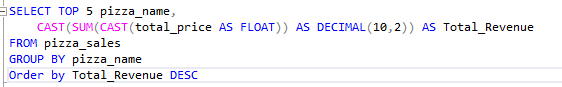 SELECT TOP 5 pizza_name,
CAST(SUM(CAST(total_price AS FLOAT)) AS DECIMAL(10,2)) AS Total_Revenue
FROM pizza_sales
GROUP BY pizza_name
Order by Total_Revenue DESC